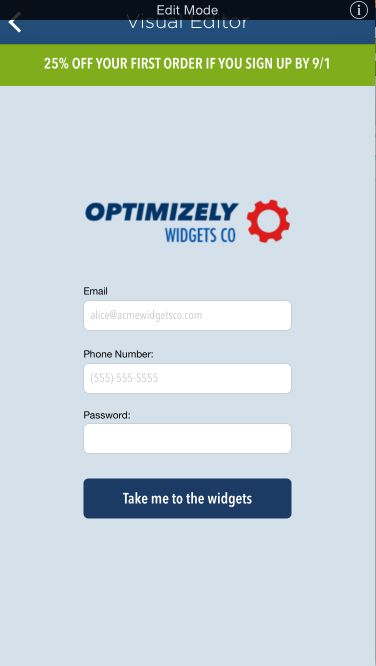 Edit Mode
Visual Editor
25% OFF YOUR FIRST ORDER IF YOU SIGN UP BY 9/1
OPTIMIZELY
WIDGETS CO
Email
alice@acmewidgetsco.com
Phone Number:
(555)-555-5555
Password:
Take me to the widgets